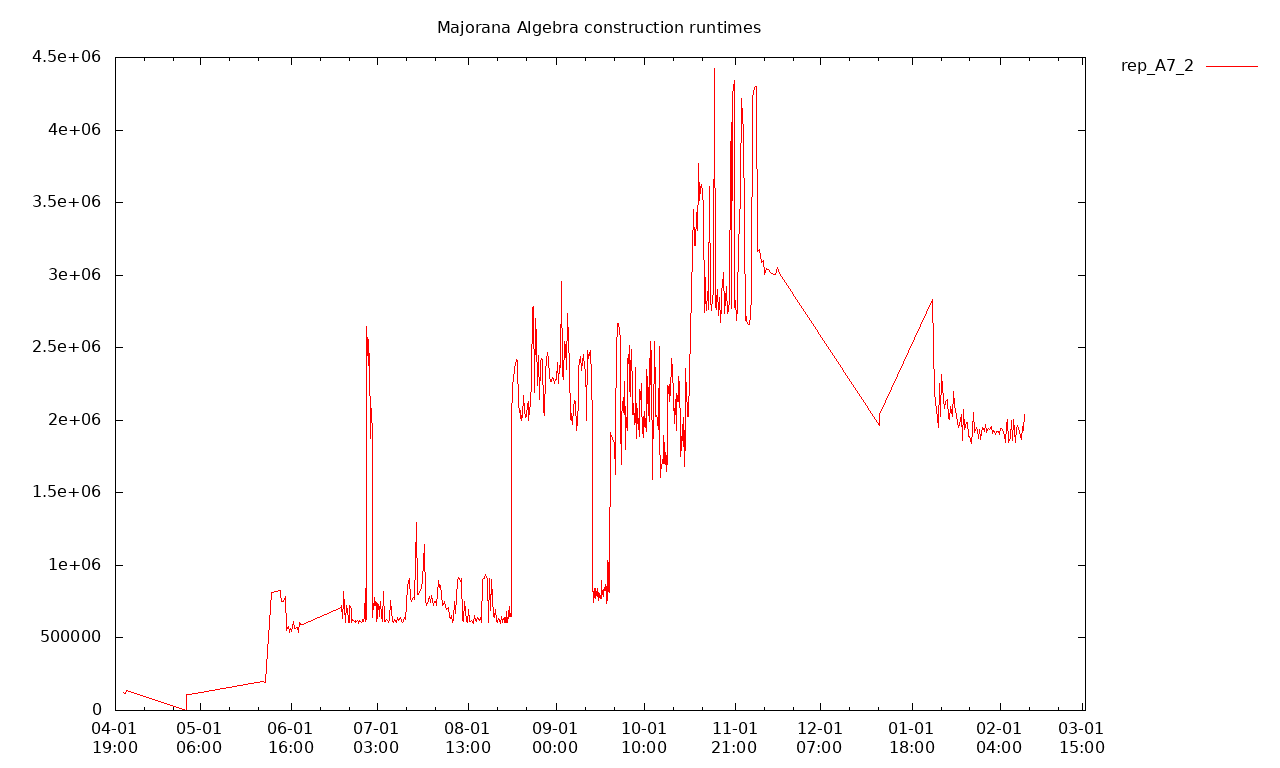 Majorana Algebra construction runtimes
rep_A7_2
4.5e+06
4e+06
3.5e+06
3e+06
2.5e+06
2e+06
1.5e+06
1e+06
500000
0
04-01 05-01 06-01 07-01 08-01 09-01 10-01 11-01 12-01 01-01 02-01 03-01
19:00 06:00 16:00 03:00 13:00 00:00 10:00 21:00 07:00 18:00 04:00 15:00